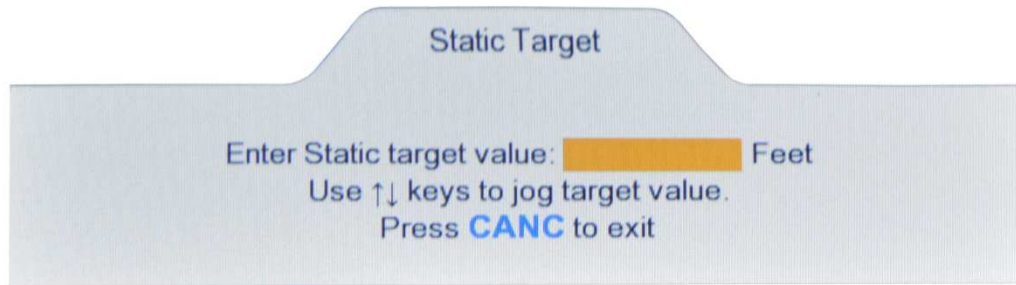 Static Target
Enter Static target value: Feet
Use ↑↓ keys to jog target value.
Press CANC to exit